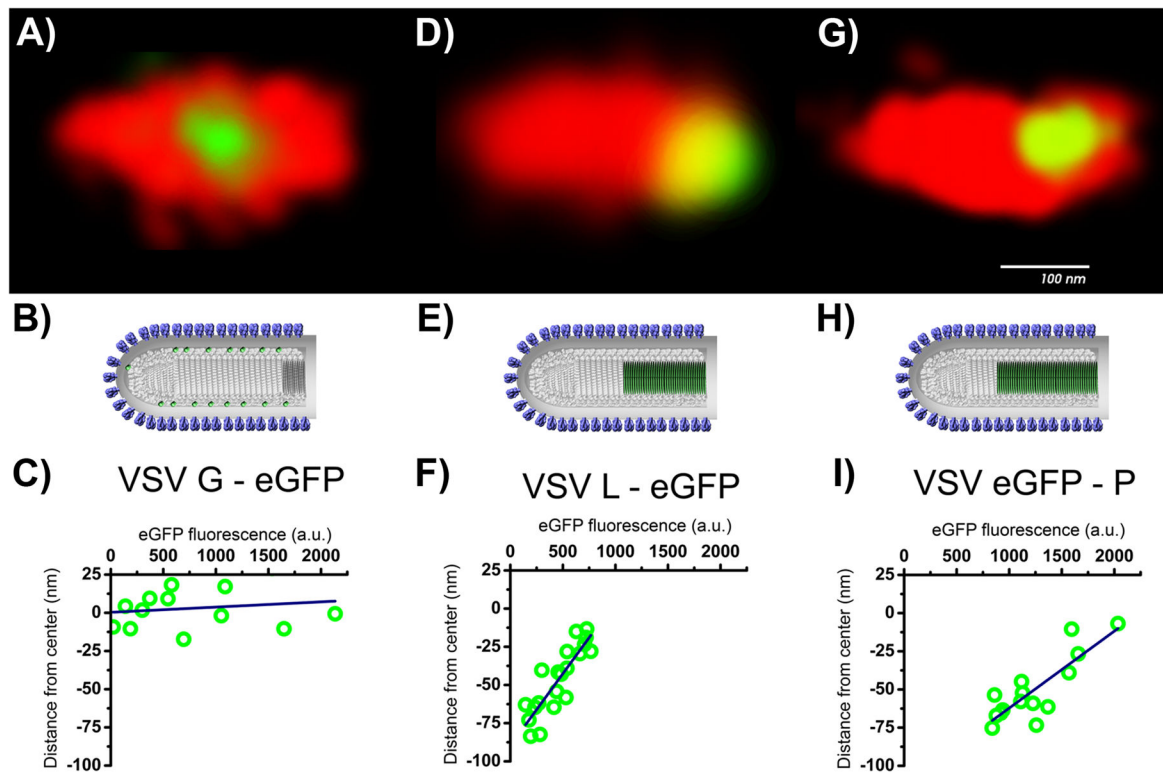 A)
D)
G)
100 nm
B)
E)
H)
C)
VSV G - eGFP
F)
VSV L - eGFP
I)
VSV eGFP - P
eGFP fluorescence (a.u.)
0 500 1000 1500 2000
Distance from center (nm)
25
0
-25
-50
-75
-100
eGFP fluorescence (a.u.)
0 500 1000 1500 2000
Distance from center (nm)
25
0
-25
-50
-75
-100
eGFP fluorescence (a.u.)
0 500 1000 1500 2000
Distance from center (nm)
25
0
-25
-50
-75
-100